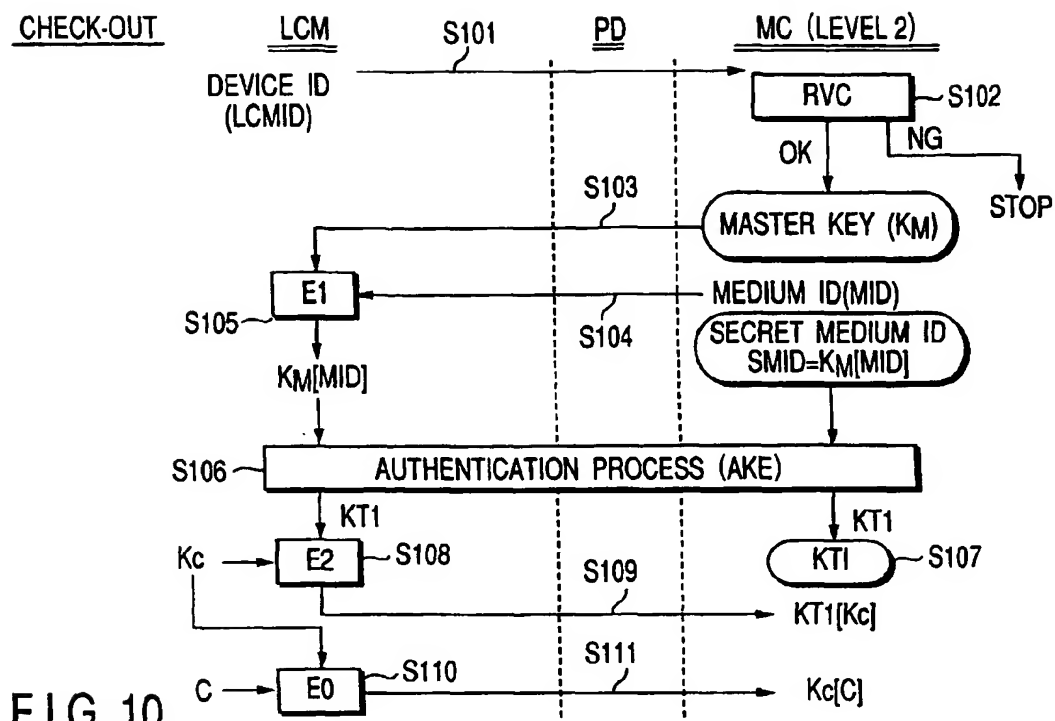 CHECK-OUT LCM S101 PD MC (LEVEL 2)
DEVICE ID
(LCMID)
RVC S102
OK NG
STOP
S103
MASTER KEY (KM)
E1
S105
MEDIUM ID(MID)
S104
SECRET MEDIUM ID
SMID=KM[MID]
KM[MID]
S106 AUTHENTICATION PROCESS (AKE)
KT1 KT1
Kc E2 S108 KTI S107
S109
KT1[Kc]
S111
C E0 S110 Kc[C]
FIG. 10